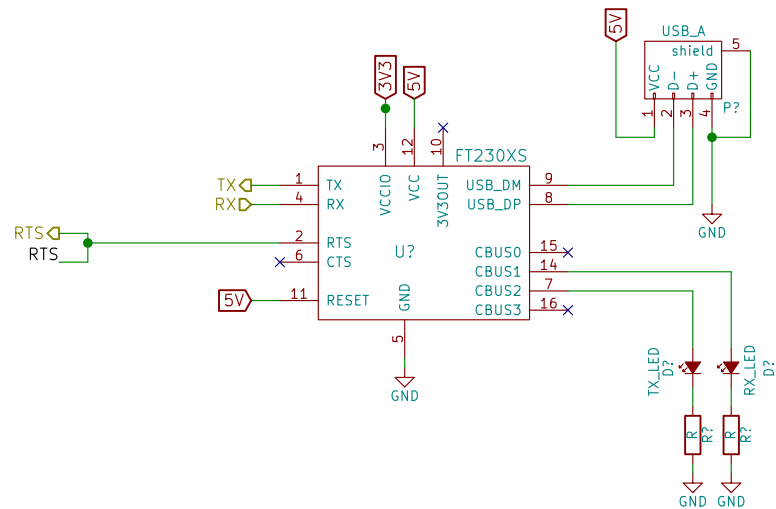 5V
USB_A
shield
5
VCC
D-
D+
GND
1
2
3
4
P?
GND
3V3
5V
3
12
10
FT230XS
TX
1
TX
VCCIO
VCC
3V3OUT
USB_DM
9
RX
4
RX
USB_DP
8
RTS
RTS
2
RTS
6
CTS
U?
CBUS0
15
CBUS1
14
CBUS2
7
CBUS3
16
5V
11
RESET
GND
5
GND
TX_LED
D?
RX_LED
D?
R
R?
R
R?
GND
GND